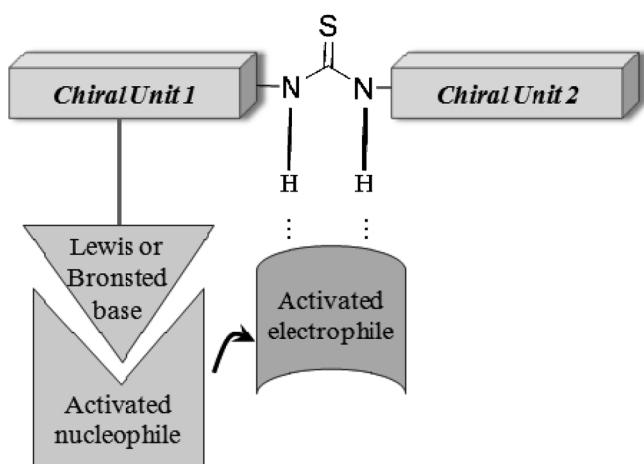 S
Chiral Unit 1
N
N
Chiral Unit 2
H
H
Lewis or
Bronsted
base
Activated
electrophile
Activated
nucleophile